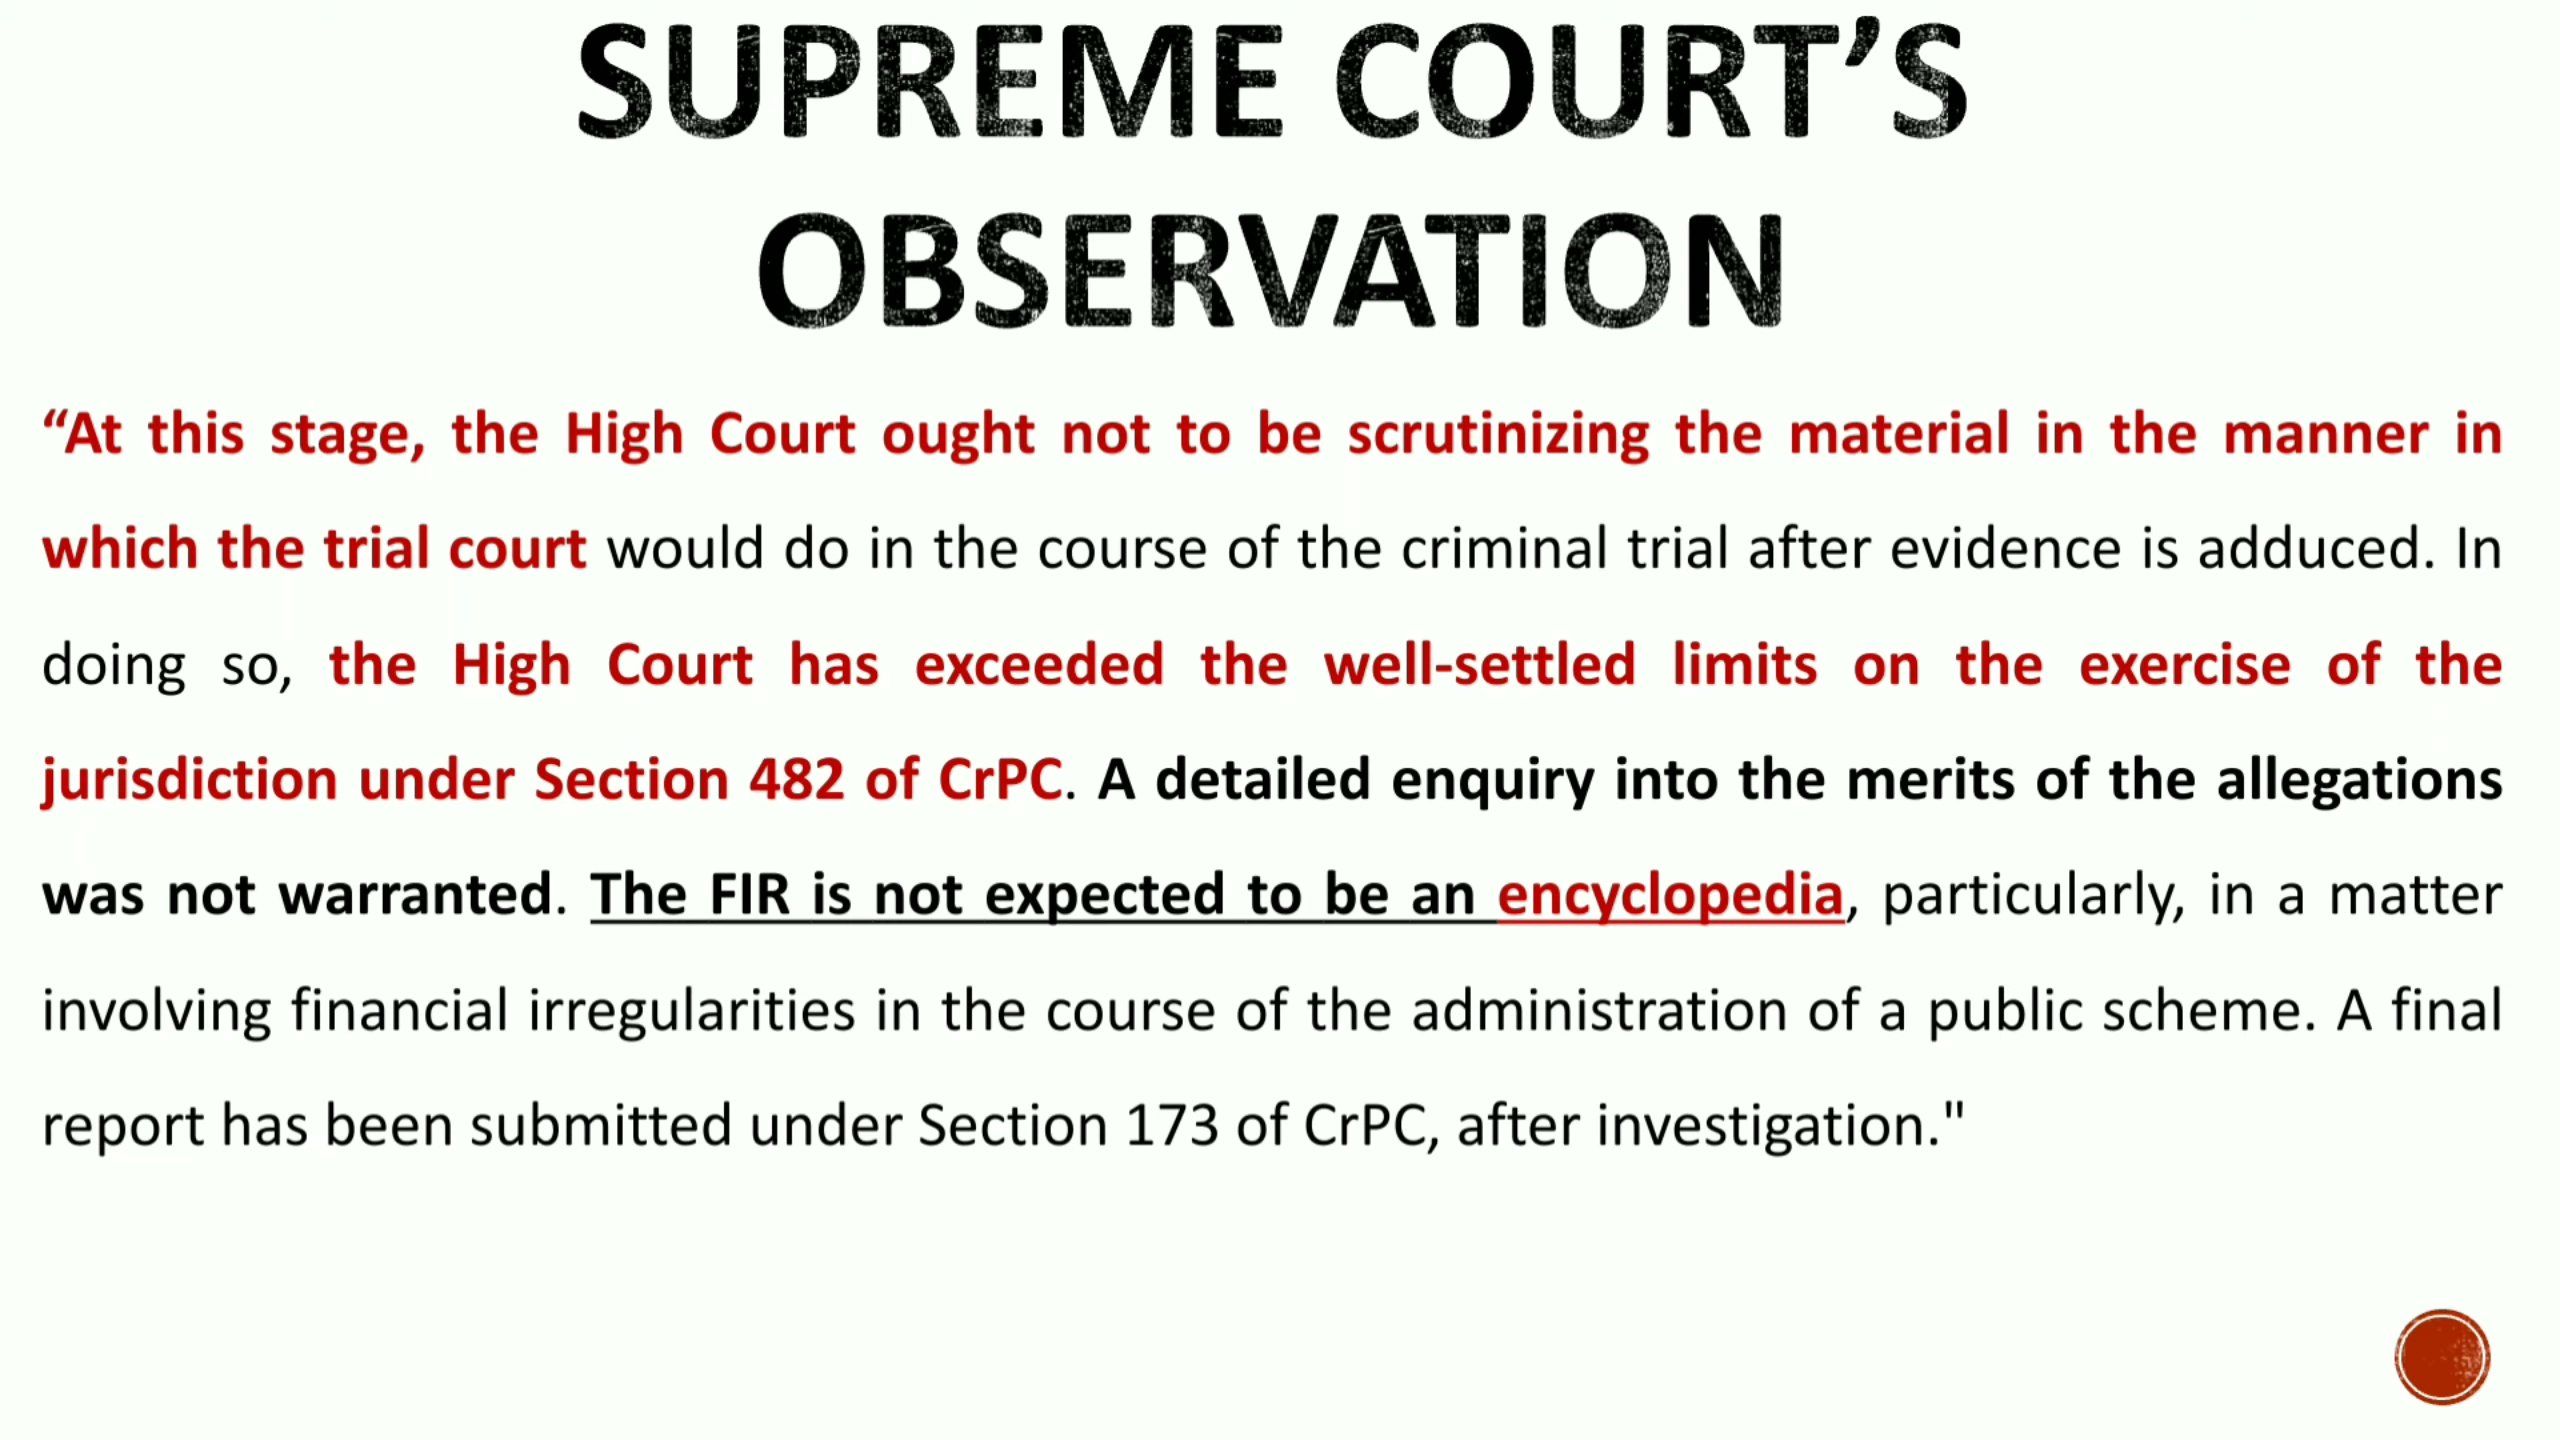 SUPREME COURT’S
OBSERVATION
“At this stage, the High Court ought not to be scrutinizing the material in the manner in
which the trial court would do in the course of the criminal trial after evidence is adduced. In
doing so, the High Court has exceeded the well-settled limits on the exercise of the
jurisdiction under Section 482 of CrPC. A detailed enquiry into the merits of the allegations
was not warranted. The FIR is not expected to be an encyclopedia, particularly, in a matter
involving financial irregularities in the course of the administration of a public scheme. A final
report has been submitted under Section 173 of CrPC, after investigation."